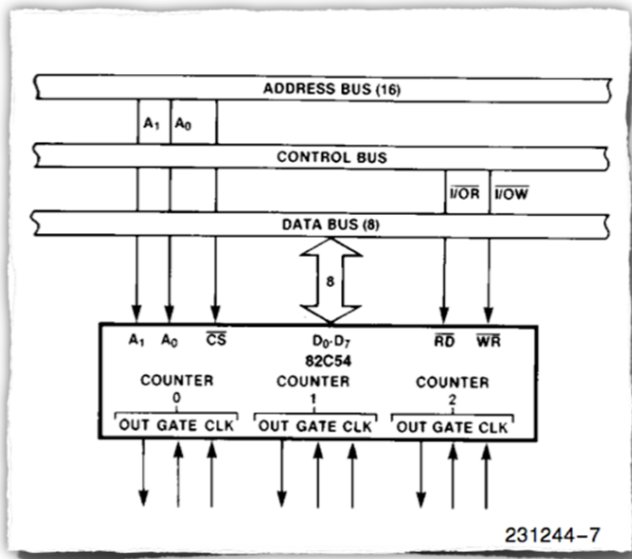 ADDRESS BUS (16)
A1 A0
CONTROL BUS
I/OR I/OW
DATA BUS (8)
8
A1 A0 CS D0-D7 RD WR
82C54
COUNTER COUNTER COUNTER
0 1 2
OUT GATE CLK OUT GATE CLK OUT GATE CLK
231244-7